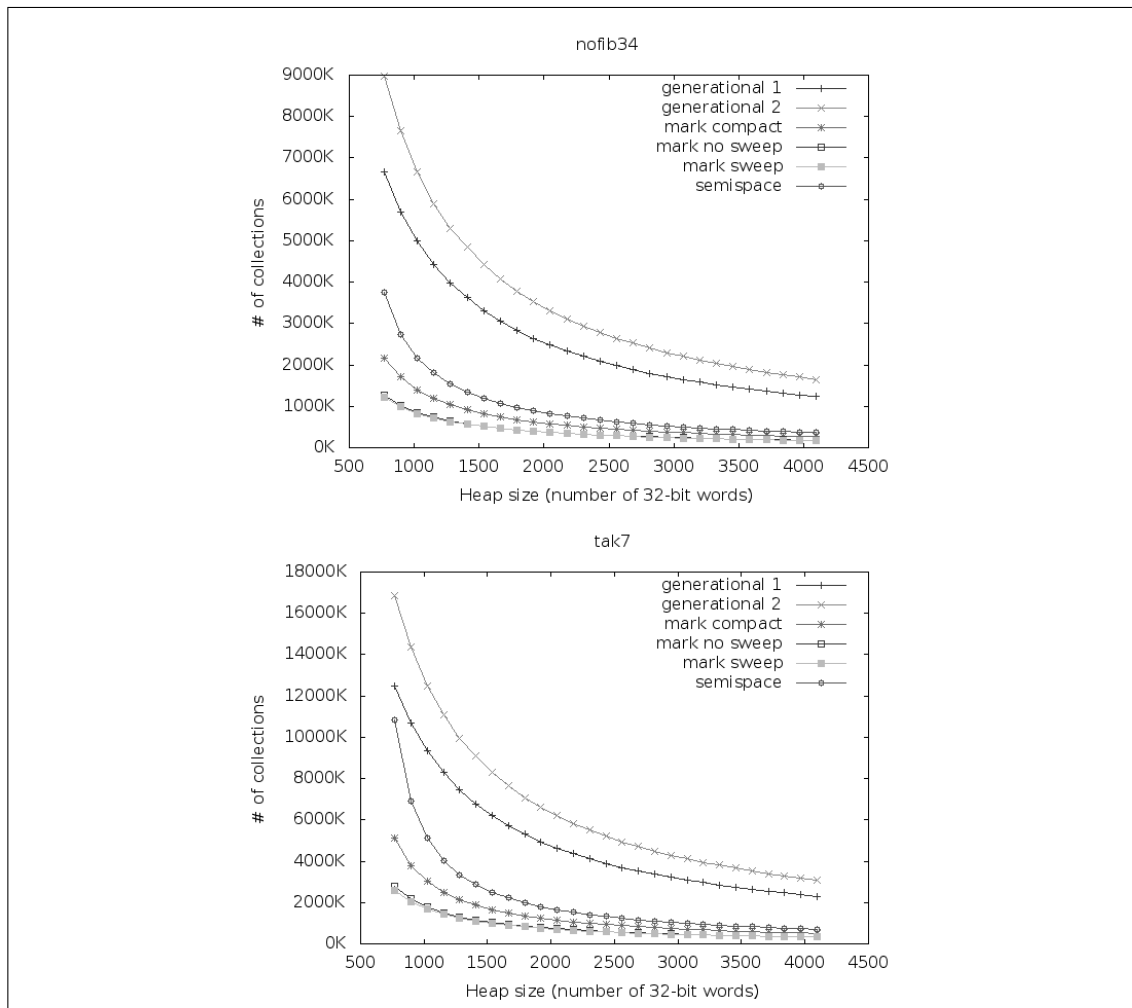 nofib34
9000K
8000K
7000K
6000K
5000K
4000K
3000K
2000K
1000K
0K
# of collections
generational 1
generational 2
mark compact
mark no sweep
mark sweep
semispace
500 1000 1500 2000 2500 3000 3500 4000 4500
Heap size (number of 32-bit words)
tak7
18000K
16000K
14000K
12000K
10000K
8000K
6000K
4000K
2000K
0K
# of collections
generational 1
generational 2
mark compact
mark no sweep
mark sweep
semispace
500 1000 1500 2000 2500 3000 3500 4000 4500
Heap size (number of 32-bit words)